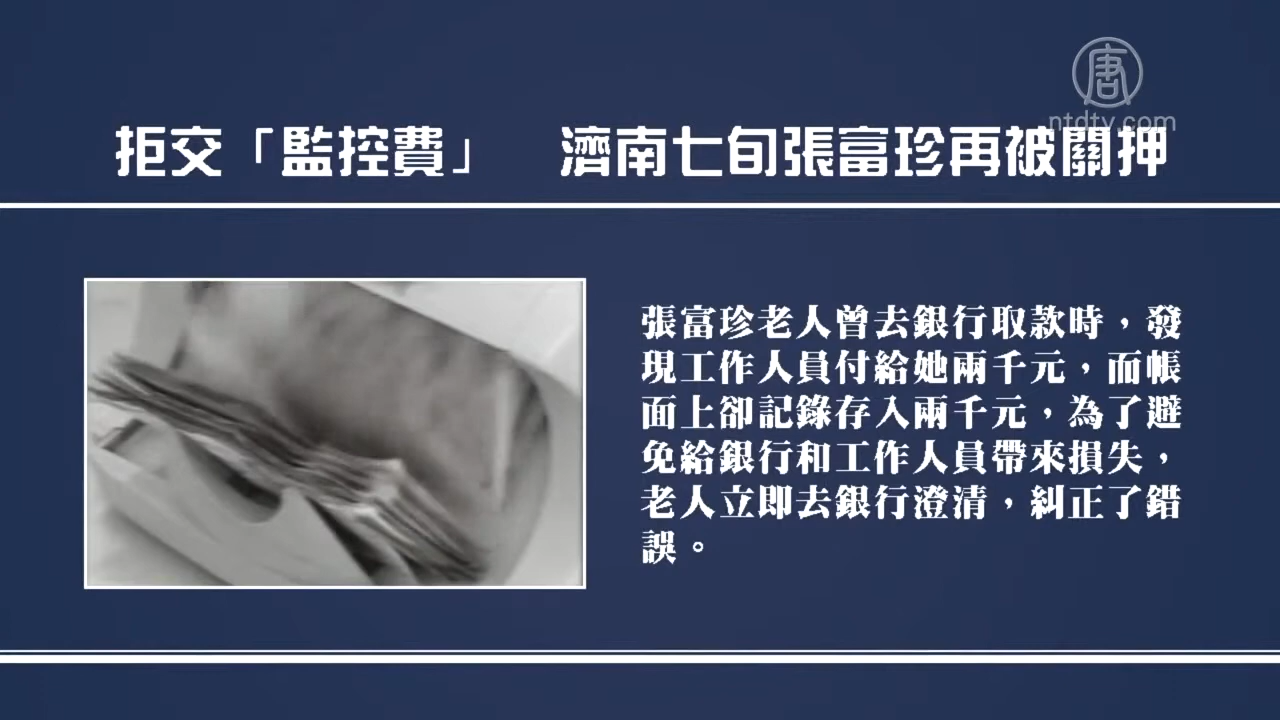 唐
ntdtv.com
拒交「監控費」 濟南七旬張富珍再被關押
張富珍老人曾去銀行取款時，發
現工作人員付給她兩千元，而帳
面上卻記錄存入兩千元，為了避
免給銀行和工作人員帶來損失，
老人立即去銀行澄清，糾正了錯
誤。